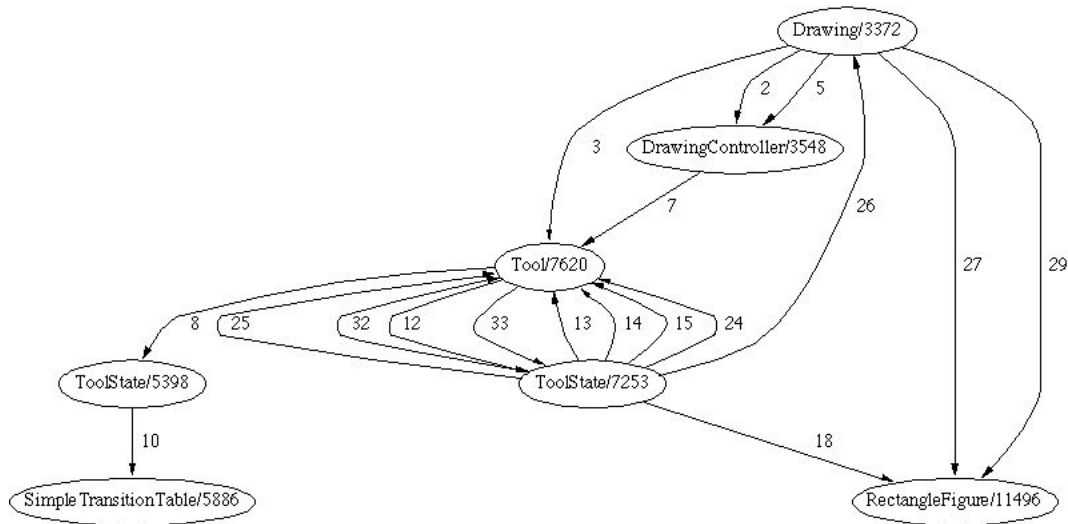 Drawing/3372
2
5
3
DrawingController/3548
7
26
Tool/7620
27
29
8
25
32
12
33
13
14
15
24
ToolState/5398
ToolState/7253
10
18
SimpleTransitionTable/5886
RectangleFigure/11496